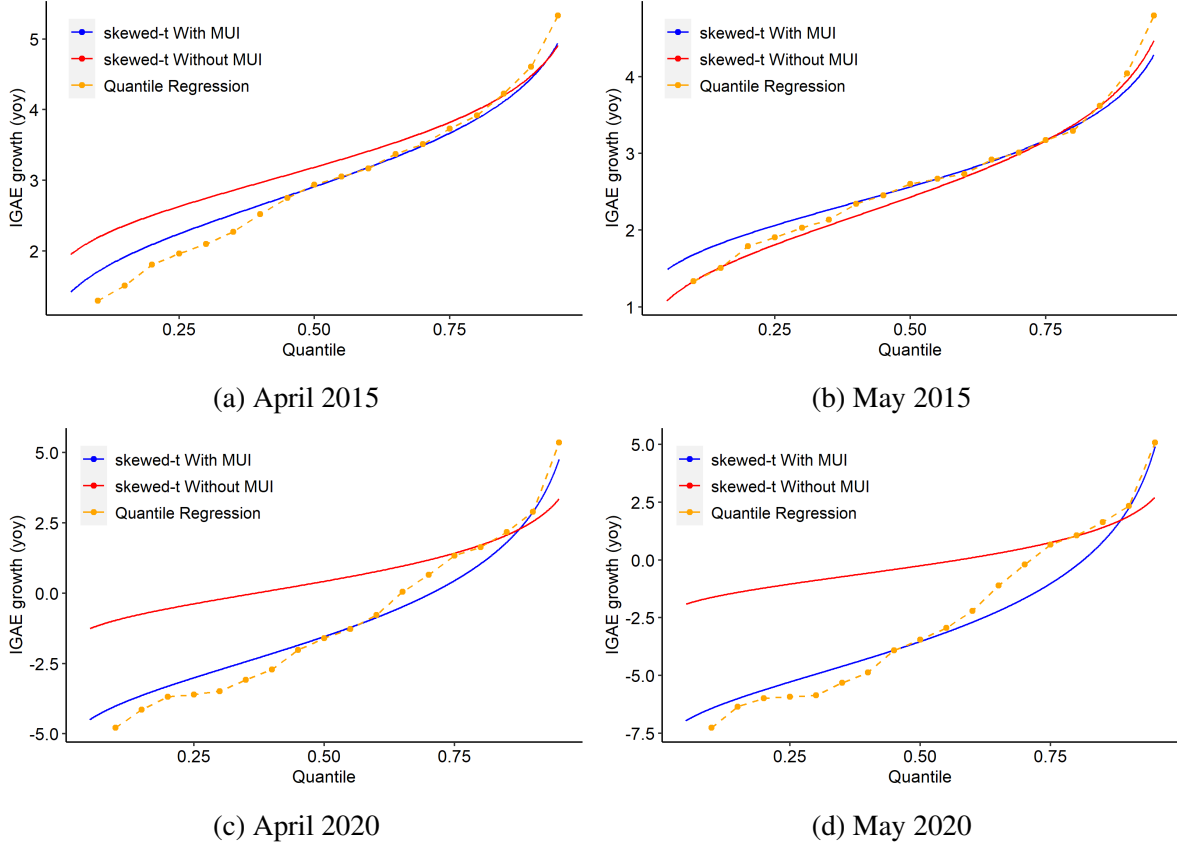 skewed-t With MUI
skewed-t Without MUI
Quantile Regression
IGAE growth (yoy)
5
4
3
2
0.25 0.50 0.75
Quantile
(a) April 2015
skewed-t With MUI
skewed-t Without MUI
Quantile Regression
IGAE growth (yoy)
4
3
2
1
0.25 0.50 0.75
Quantile
(b) May 2015
skewed-t With MUI
skewed-t Without MUI
Quantile Regression
IGAE growth (yoy)
5.0
2.5
0.0
-2.5
-5.0
0.25 0.50 0.75
Quantile
(c) April 2020
skewed-t With MUI
skewed-t Without MUI
Quantile Regression
IGAE growth (yoy)
5.0
2.5
0.0
-2.5
-5.0
-7.5
0.25 0.50 0.75
Quantile
(d) May 2020